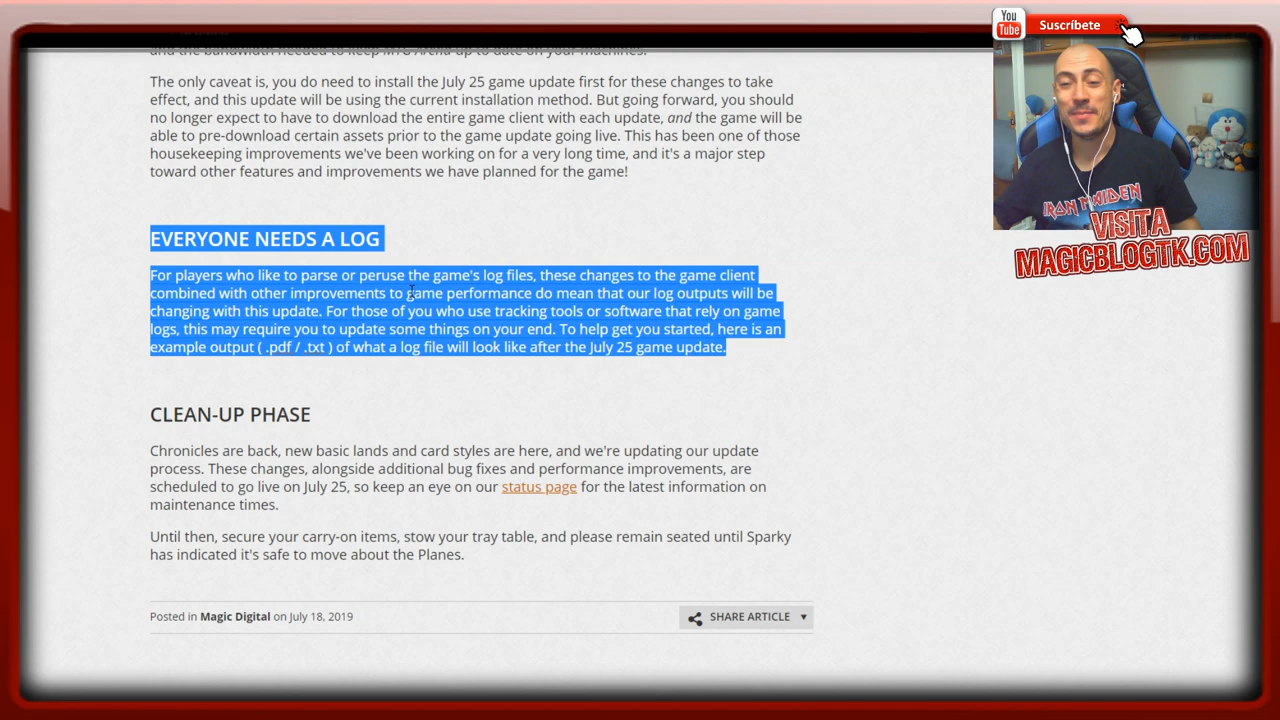 You
Tube
Suscríbete
and the bandwidth needed to keep MTG Arena up to date on your machines.
The only caveat is, you do need to install the July 25 game update first for these changes to take
effect, and this update will be using the current installation method. But going forward, you should
no longer expect to have to download the entire game client with each update, and the game will be
able to pre-download certain assets prior to the game update going live. This has been one of those
housekeeping improvements we've been working on for a very long time, and it's a major step
toward other features and improvements we have planned for the game!
IRON MAIDEN
VISITA
MAGICBLOGTK.COM
EVERYONE NEEDS A LOG
For players who like to parse or peruse the game's log files, these changes to the game client
combined with other improvements to game performance do mean that our log outputs will be
changing with this update. For those of you who use tracking tools or software that rely on game
logs, this may require you to update some things on your end. To help get you started, here is an
example output ( .pdf / .txt ) of what a log file will look like after the July 25 game update.
CLEAN-UP PHASE
Chronicles are back, new basic lands and card styles are here, and we're updating our update
process. These changes, alongside additional bug fixes and performance improvements, are
scheduled to go live on July 25, so keep an eye on our status page for the latest information on
maintenance times.
Until then, secure your carry-on items, stow your tray table, and please remain seated until Sparky
has indicated it's safe to move about the Planes.
Posted in Magic Digital on July 18, 2019
SHARE ARTICLE